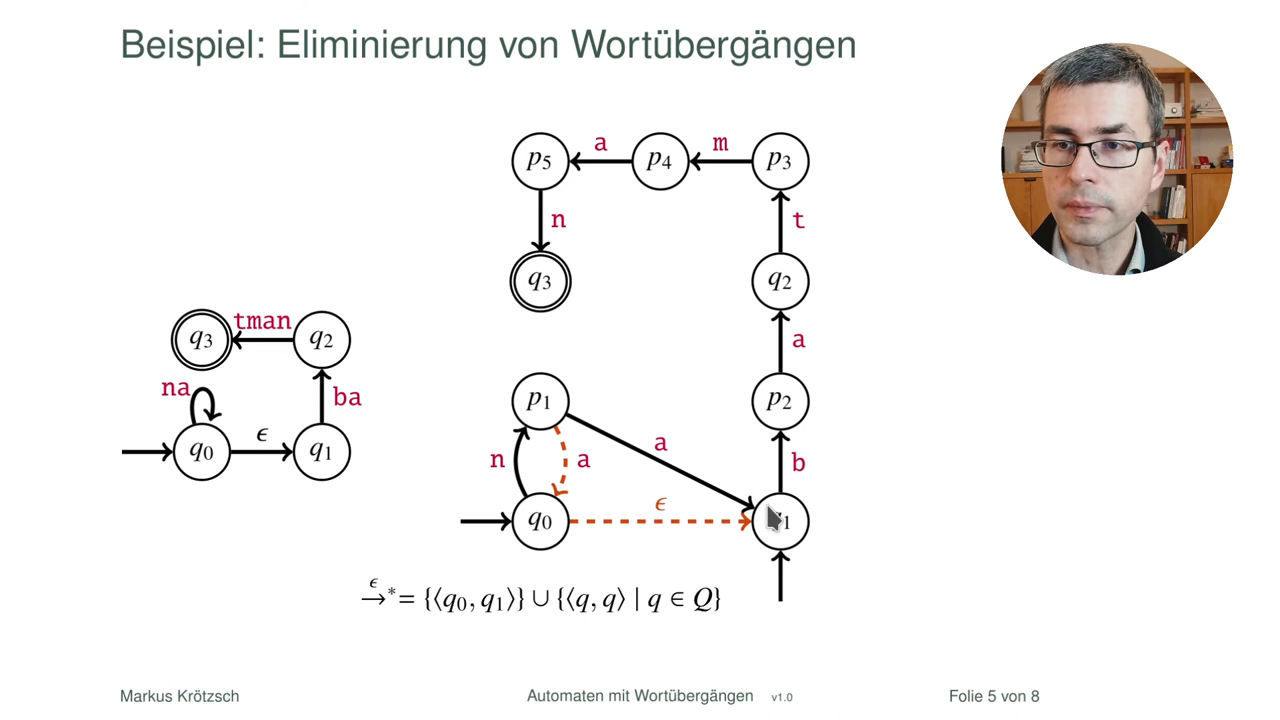 Beispiel: Eliminierung von Wortübergängen
p₅ a p₄ m p₃
n t
q₃ q₂
q₃ tman q₂
a
na ba
p₁ p₂
q₀ ϵ q₁
n a a b
q₀ ϵ
ϵ
→* = {⟨q₀, q₁⟩} ∪ {⟨q, q⟩ | q ∈ Q}
Markus Krötzsch Automaten mit Wortübergängen v1.0 Folie 5 von 8